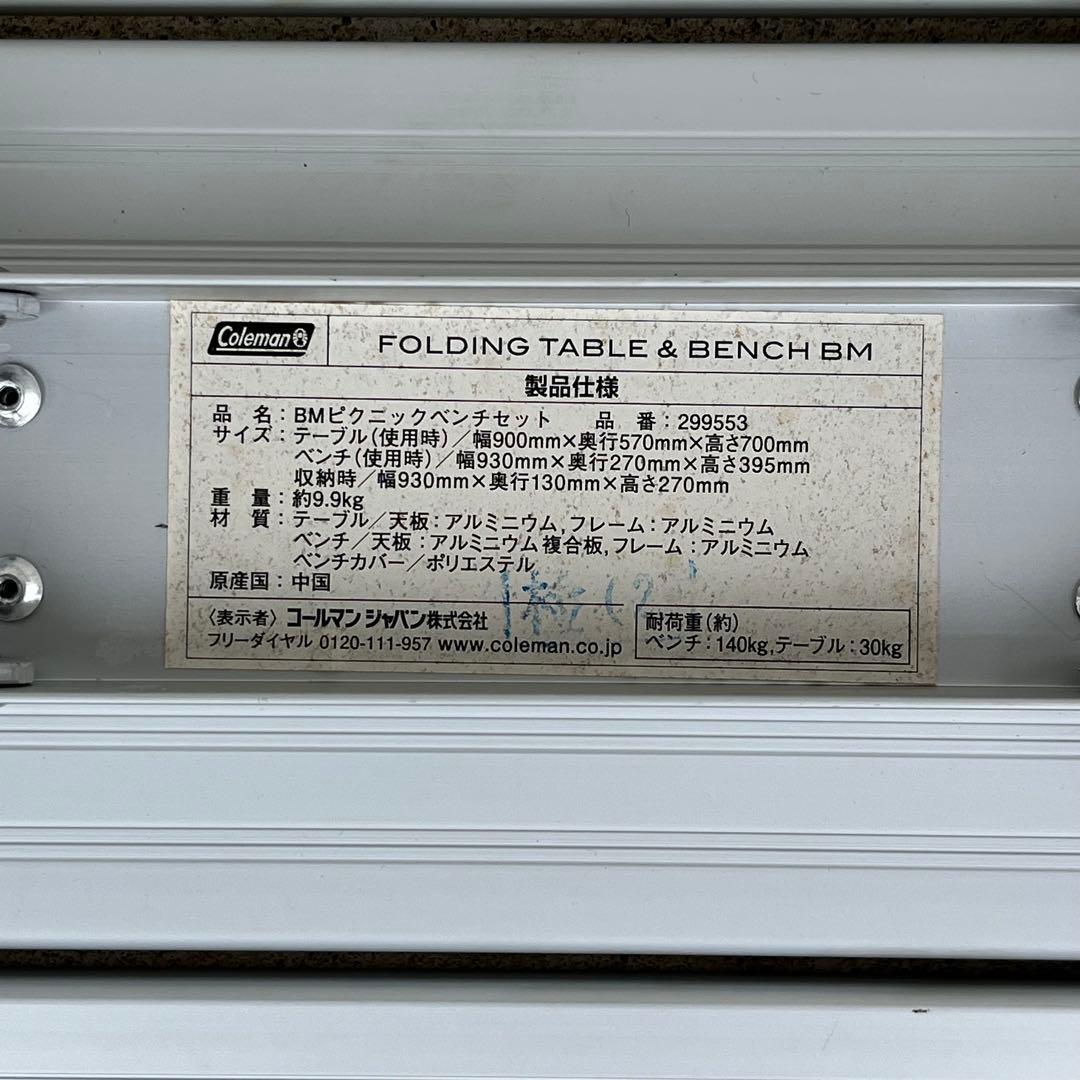 Coleman
FOLDING TABLE & BENCH BM
製品仕様
品 名：BMピクニックベンチセット 品 番：299553
サイズ：テーブル(使用時)／幅900mm×奥行570mm×高さ700mm
ベンチ(使用時)／幅930mm×奥行270mm×高さ395mm
収納時／幅930mm×奥行130mm×高さ270mm
重 量：約9.9kg
材 質：テーブル／天板：アルミニウム,フレーム：アルミニウム
ベンチ／天板：アルミニウム複合板,フレーム：アルミニウム
ベンチカバー／ポリエステル
原産国：中国
〈表示者〉コールマン ジャパン株式会社
フリーダイヤル 0120-111-957 www.coleman.co.jp
耐荷重(約)
ベンチ：140kg,テーブル：30kg